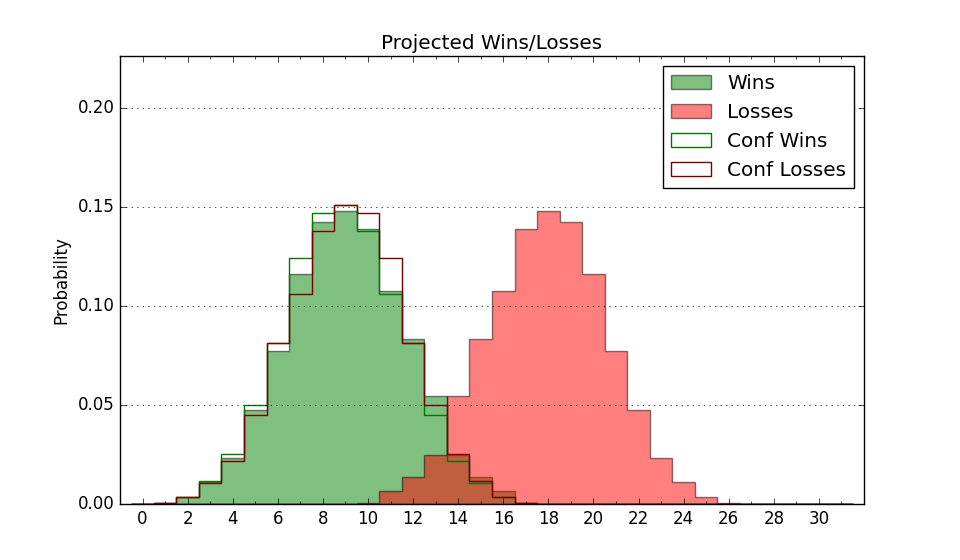 Projected Wins/Losses
Wins
Losses
Conf Wins
Conf Losses
Probability
0.20
0.15
0.10
0.05
0.00
0 2 4 6 8 10 12 14 16 18 20 22 24 26 28 30